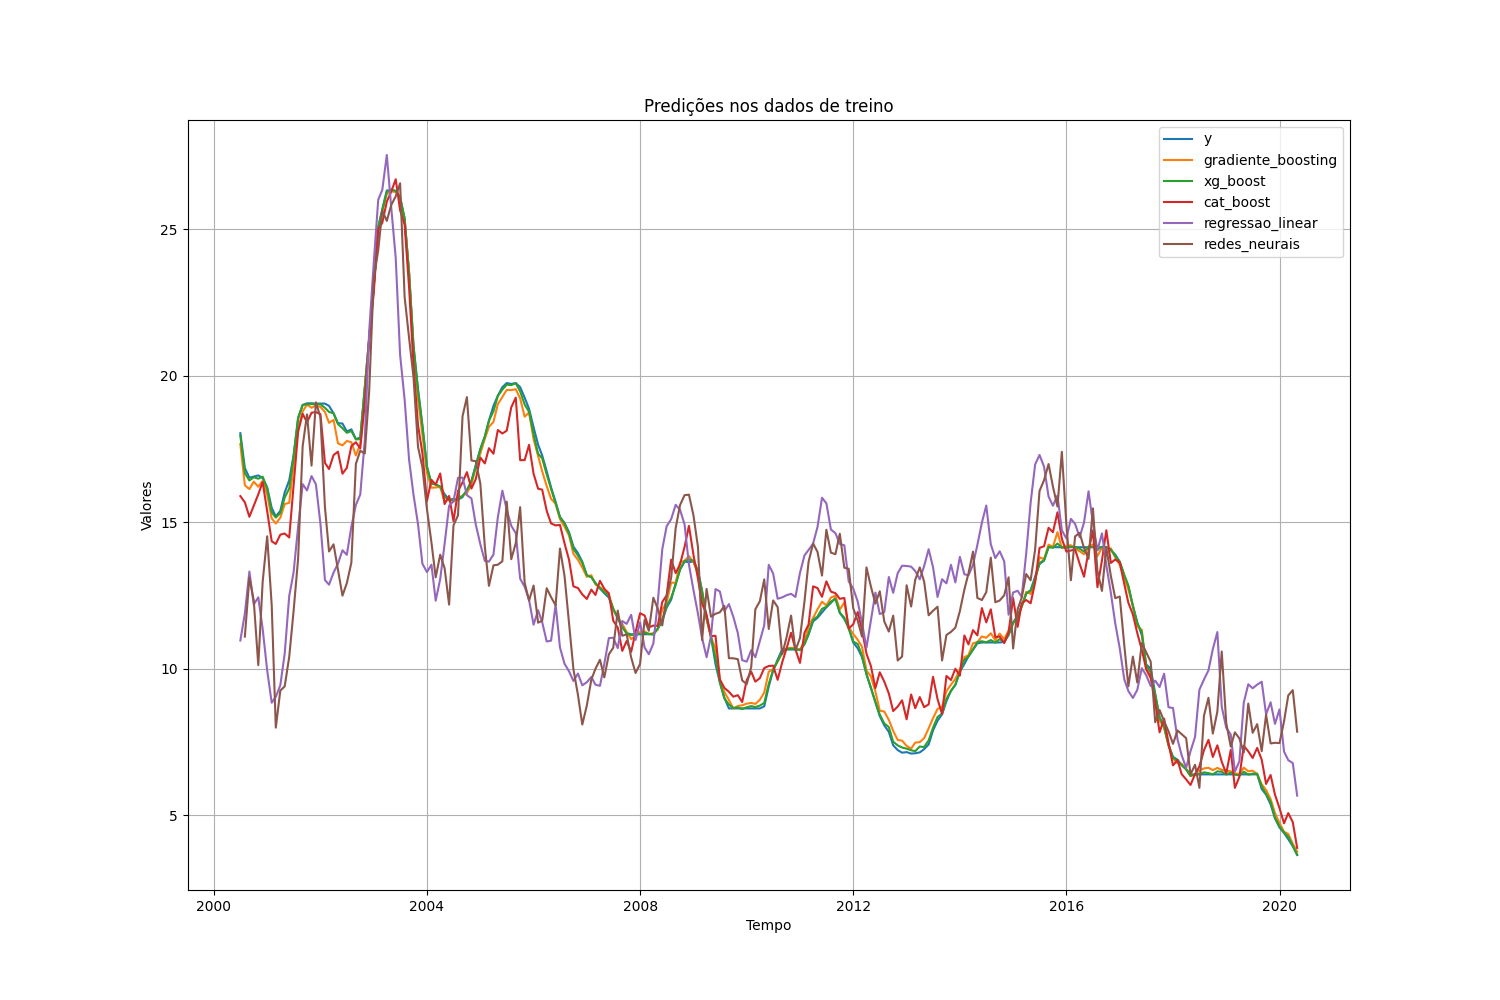 Predições nos dados de treino
y
gradiente_boosting
xg_boost
cat_boost
regressao_linear
redes_neurais
Valores
25
20
15
10
5
2000
2004
2008
2012
2016
2020
Tempo